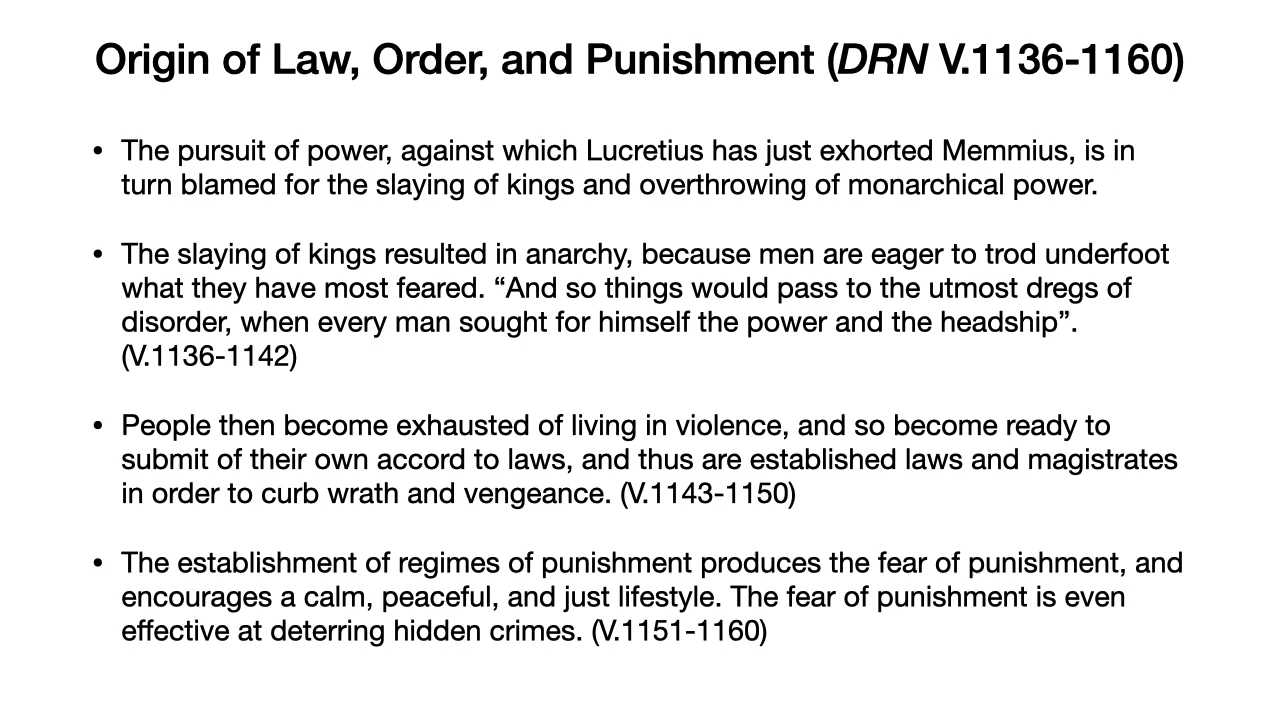 Origin of Law, Order, and Punishment (DRN V.1136-1160)
• The pursuit of power, against which Lucretius has just exhorted Memmius, is in
turn blamed for the slaying of kings and overthrowing of monarchical power.
• The slaying of kings resulted in anarchy, because men are eager to trod underfoot
what they have most feared. “And so things would pass to the utmost dregs of
disorder, when every man sought for himself the power and the headship”.
(V.1136-1142)
• People then become exhausted of living in violence, and so become ready to
submit of their own accord to laws, and thus are established laws and magistrates
in order to curb wrath and vengeance. (V.1143-1150)
• The establishment of regimes of punishment produces the fear of punishment, and
encourages a calm, peaceful, and just lifestyle. The fear of punishment is even
effective at deterring hidden crimes. (V.1151-1160)